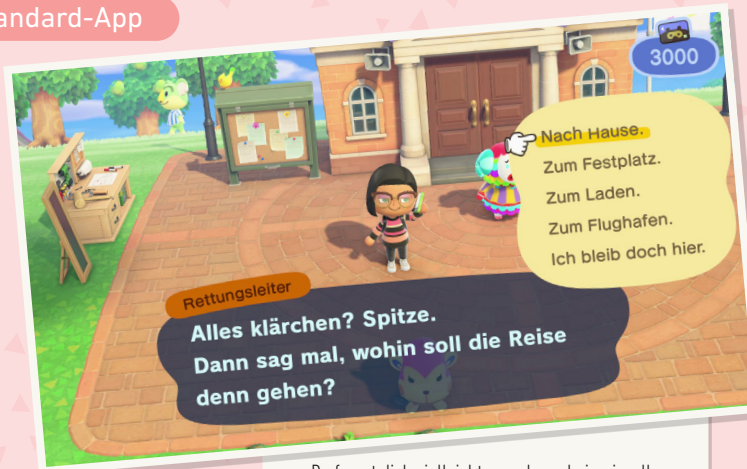 andard-App
3000
Nach Hause.
Zum Festplatz.
Zum Laden.
Zum Flughafen.
Ich bleib doch hier.
Rettungsleiter
Alles klärchen? Spitze.
Dann sag mal, wohin soll die Reise
denn gehen?